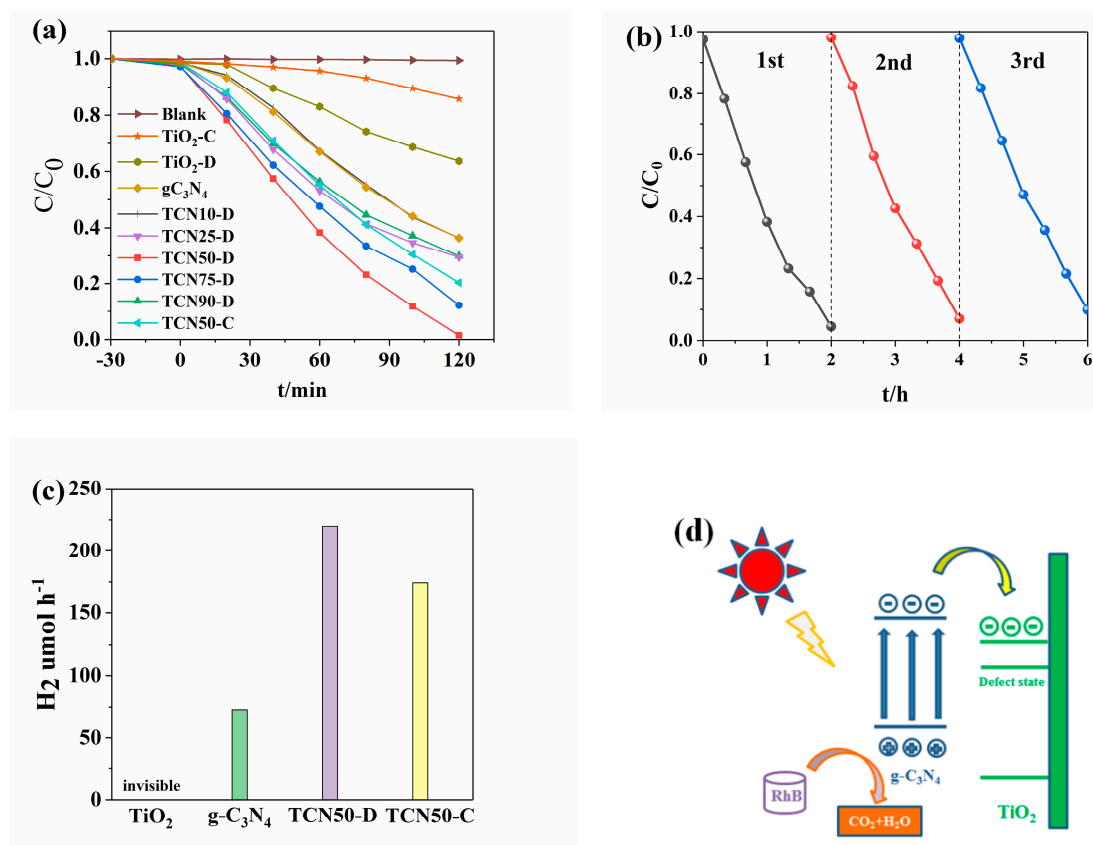 (a)
1.0
0.8
0.6
0.4
0.2
0.0
C/C0
Blank
TiO2-C
TiO2-D
gC3N4
TCN10-D
TCN25-D
TCN50-D
TCN75-D
TCN90-D
TCN50-C
-30 0 30 60 90 120
t/min
(b)
1.0
0.8
0.6
0.4
0.2
0.0
C/C0
1st 2nd 3rd
0 1 2 3 4 5 6
t/h
(c)
250
200
150
100
50
0
H2 umol h-1
invisible
TiO2 g-C3N4 TCN50-D TCN50-C
(d)
Defect state
g-C3N4
RhB
CO2+H2O
TiO2